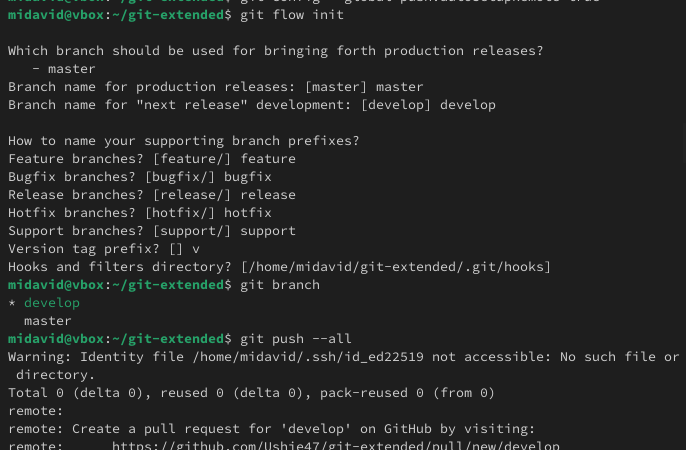 midavid@vbox:~/git-extended$ git flow init
Which branch should be used for bringing forth production releases?
   - master
Branch name for production releases: [master] master
Branch name for "next release" development: [develop] develop
How to name your supporting branch prefixes?
Feature branches? [feature/] feature
Bugfix branches? [bugfix/] bugfix
Release branches? [release/] release
Hotfix branches? [hotfix/] hotfix
Support branches? [support/] support
Version tag prefix? [] v
Hooks and filters directory? [/home/midavid/git-extended/.git/hooks]
midavid@vbox:~/git-extended$ git branch
* develop
  master
midavid@vbox:~/git-extended$ git push --all
Warning: Identity file /home/midavid/.ssh/id_ed22519 not accessible: No such file or
 directory.
Total 0 (delta 0), reused 0 (delta 0), pack-reused 0 (from 0)
remote:
remote: Create a pull request for 'develop' on GitHub by visiting:
remote:      https://github.com/Ushie47/git-extended/pull/new/develop